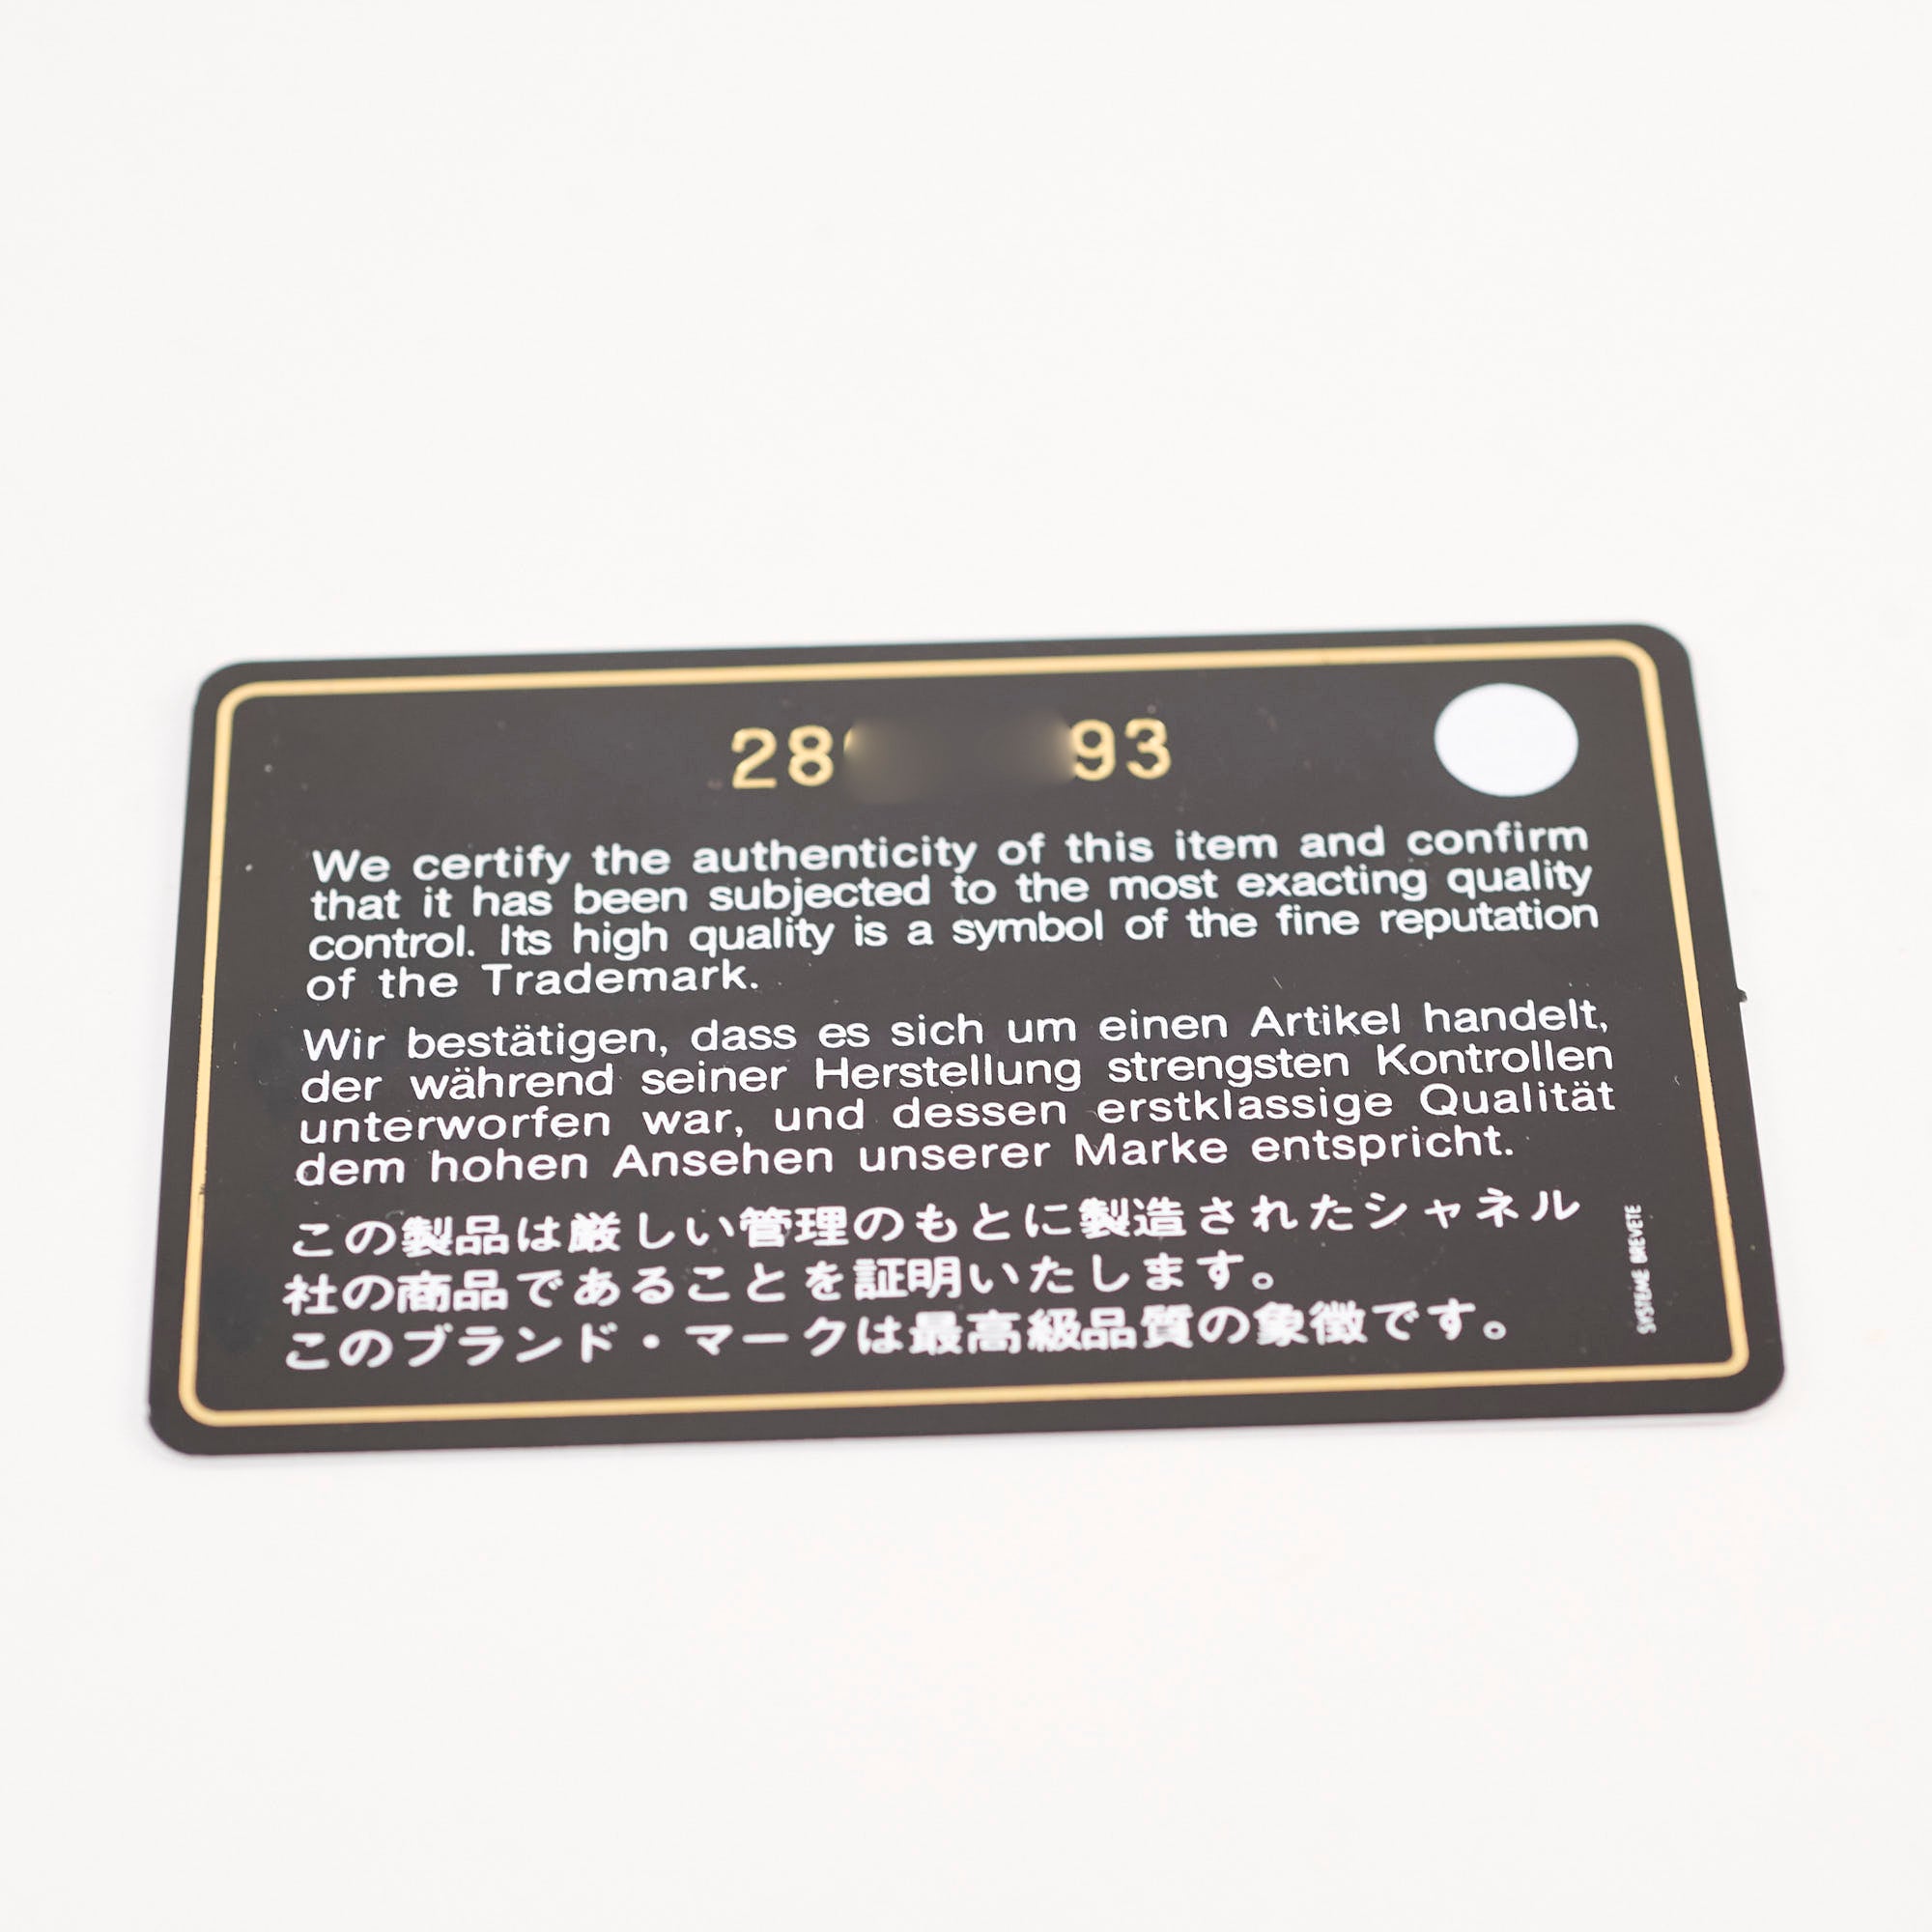 28 93
We certify the authenticity of this item and confirm
that it has been subjected to the most exacting quality
control. Its high quality is a symbol of the fine reputation
of the Trademark.
Wir bestätigen, dass es sich um einen Artikel handelt,
der während seiner Herstellung strengsten Kontrollen
unterworfen war, und dessen erstklassige Qualität
dem hohen Ansehen unserer Marke entspricht.
この製品は厳しい管理のもとに製造されたシャネル
社の商品であることを証明いたします。
このブランド・マークは最高級品質の象徴です。
SYSTEME BREVETE